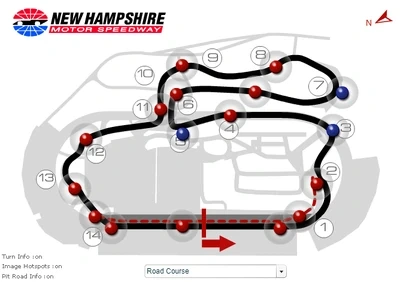 NEW HAMPSHIRE
MOTOR SPEEDWAY
N
9
8
10
7
6
11
4
3
5
12
2
13
1
14
Turn Info :on
Image Hotspots :on
Pit Road Info :on
Road Course